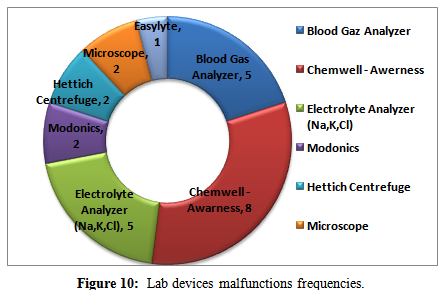 Easylyte,
1
Microscope,
2
Hettich
Centrefuge, 2
Modonics,
2
Electrolyte
Analyzer
(Na,K,Cl), 5
Chemwell -
Awarness, 8
Blood Gas
Analyzer, 5
Blood Gaz
Analyzer
Chemwell - Awerness
Electrolyte Analyzer
(Na,K,Cl)
Modonics
Hettich Centrefuge
Microscope
Figure 10: Lab devices malfunctions frequencies.